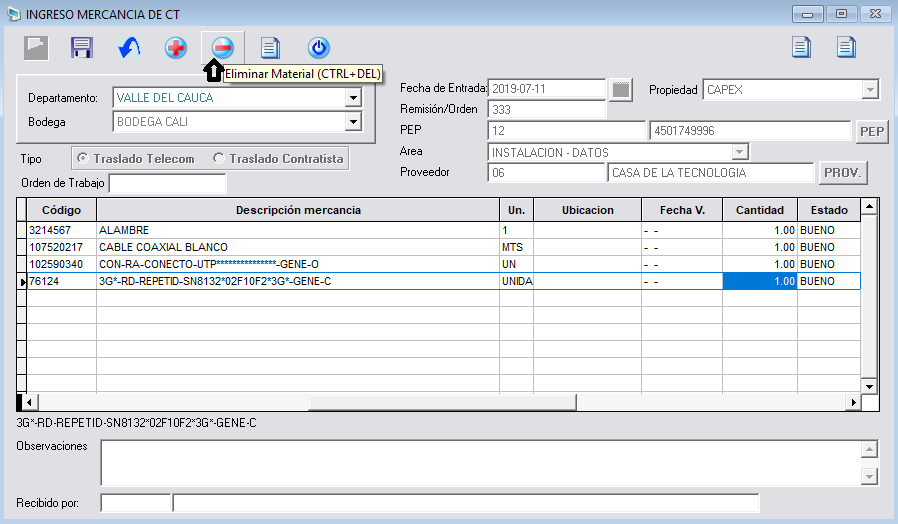 INGRESO MERCANCIA DE CT
Eliminar Material (CTRL+DEL)
Departamento: VALLE DEL CAUCA
Bodega BODEGA CALI
Tipo Traslado Telecom Traslado Contratista
Orden de Trabajo
Fecha de Entrada: 2019-07-11 Propiedad CAPEX
Remisión/Orden 333
PEP 12 4501749996 PEP
Area INSTALACION - DATOS
Proveedor 06 CASA DE LA TECNOLOGIA PROV.
Código Descripción mercancia Un. Ubicacion Fecha V. Cantidad Estado
3214567 ALAMBRE 1 - - 1.00 BUENO
107520217 CABLE COAXIAL BLANCO MTS - - 1.00 BUENO
102590340 CON-RA-CONECTO-UTP***************-GENE-O UN - - 1.00 BUENO
76124 3G*-RD-REPETID-SN8132*02F10F2*3G*-GENE-C UNIDA - - 1.00 BUENO
3G*-RD-REPETID-SN8132*02F10F2*3G*-GENE-C
Observaciones
Recibido por: